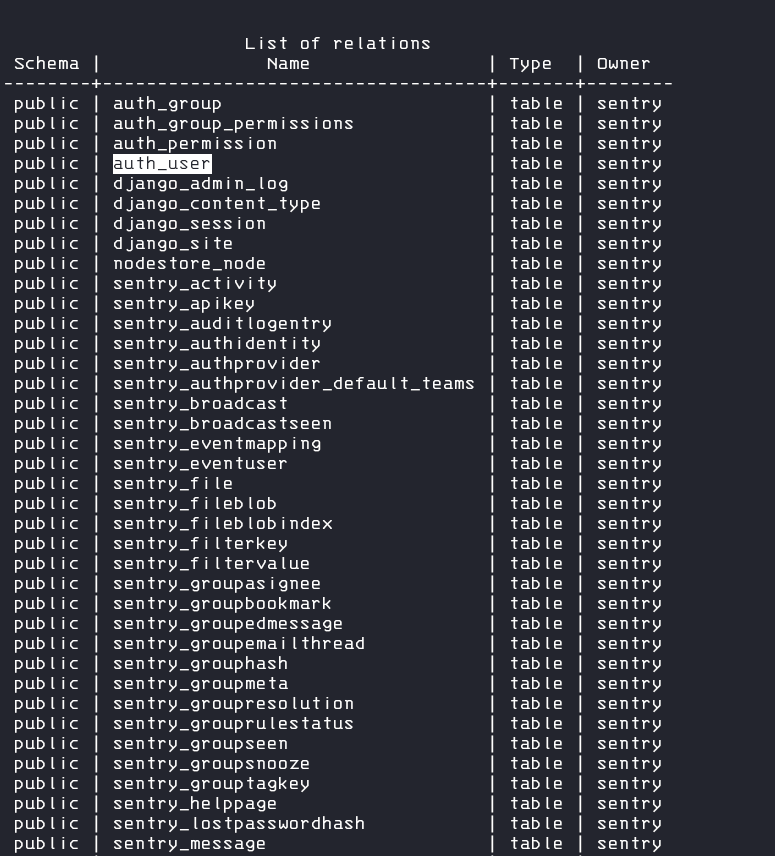 List of relations
Schema | Name | Type | Owner
--------+------------------------------------+-------+--------
public | auth_group | table | sentry
public | auth_group_permissions | table | sentry
public | auth_permission | table | sentry
public | auth_user | table | sentry
public | django_admin_log | table | sentry
public | django_content_type | table | sentry
public | django_session | table | sentry
public | django_site | table | sentry
public | nodestore_node | table | sentry
public | sentry_activity | table | sentry
public | sentry_apikey | table | sentry
public | sentry_auditlogentry | table | sentry
public | sentry_authidentity | table | sentry
public | sentry_authprovider | table | sentry
public | sentry_authprovider_default_teams | table | sentry
public | sentry_broadcast | table | sentry
public | sentry_broadcastseen | table | sentry
public | sentry_eventmapping | table | sentry
public | sentry_eventuser | table | sentry
public | sentry_file | table | sentry
public | sentry_fileblob | table | sentry
public | sentry_fileblobindex | table | sentry
public | sentry_filterkey | table | sentry
public | sentry_filtervalue | table | sentry
public | sentry_groupasignee | table | sentry
public | sentry_groupbookmark | table | sentry
public | sentry_groupedmessage | table | sentry
public | sentry_groupemailthread | table | sentry
public | sentry_grouphash | table | sentry
public | sentry_groupmeta | table | sentry
public | sentry_groupresolution | table | sentry
public | sentry_grouprulestatus | table | sentry
public | sentry_groupseen | table | sentry
public | sentry_groupsnooze | table | sentry
public | sentry_grouptagkey | table | sentry
public | sentry_helppage | table | sentry
public | sentry_lostpasswordhash | table | sentry
public | sentry_message | table | sentry